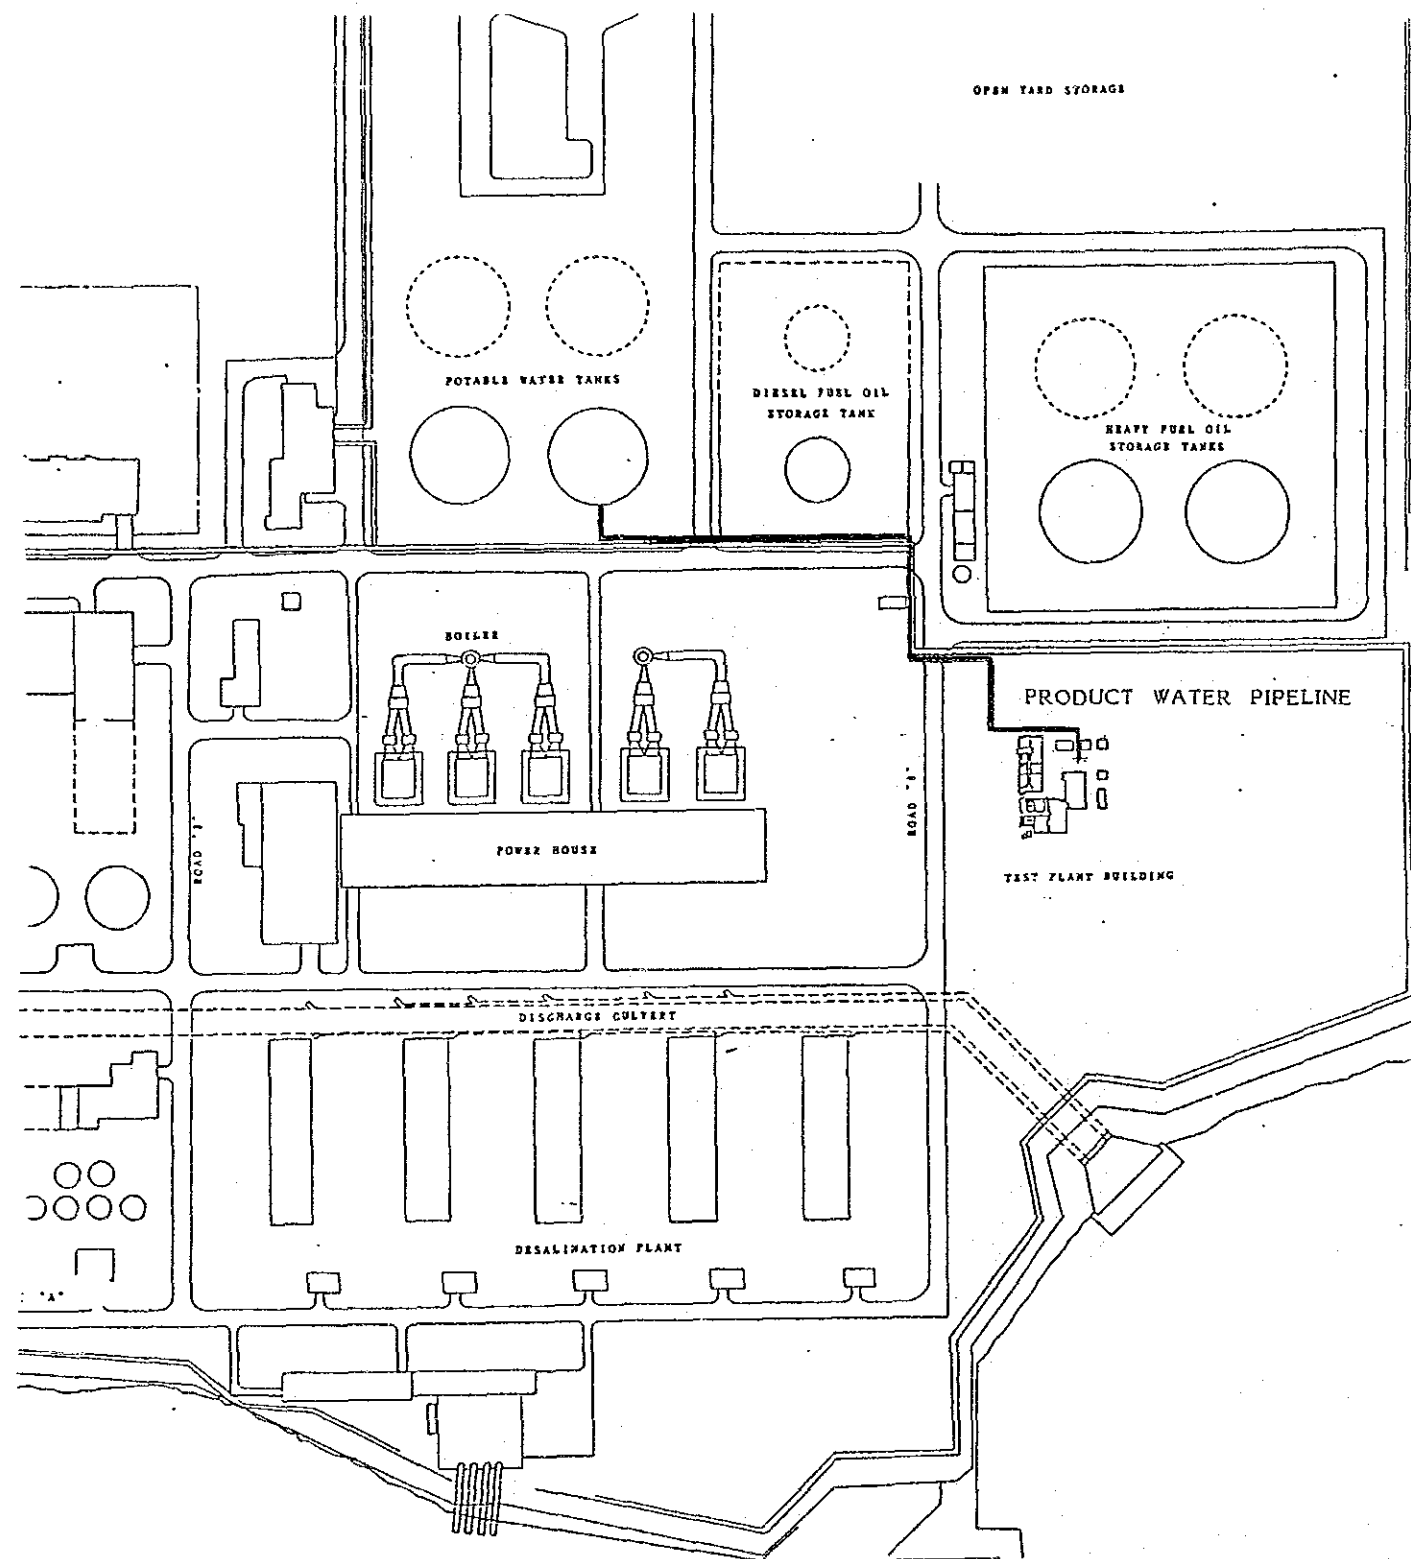 OPEN YARD STORAGE
POTABLE WATER TANKS
DIESEL FUEL OIL
STORAGE TANK
HEAVY FUEL OIL
STORAGE TANKS
BOILER
PRODUCT WATER PIPELINE
ROAD
ROAD
POWER HOUSE
TEST PLANT BUILDING
DISCHARGE CULVERT
DESALINATION PLANT
"A"